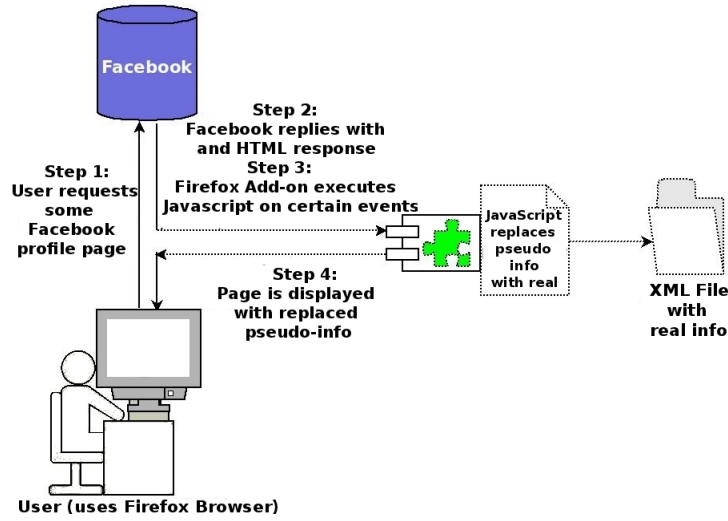 Facebook
Step 1:
User requests
some
Facebook
profile page
Step 2:
Facebook replies with
and HTML response
Step 3:
Firefox Add-on executes
Javascript on certain events
JavaScript
replaces
pseudo
info
with real
XML File
with
real info
Step 4:
Page is displayed
with replaced
pseudo-info
User (uses Firefox Browser)